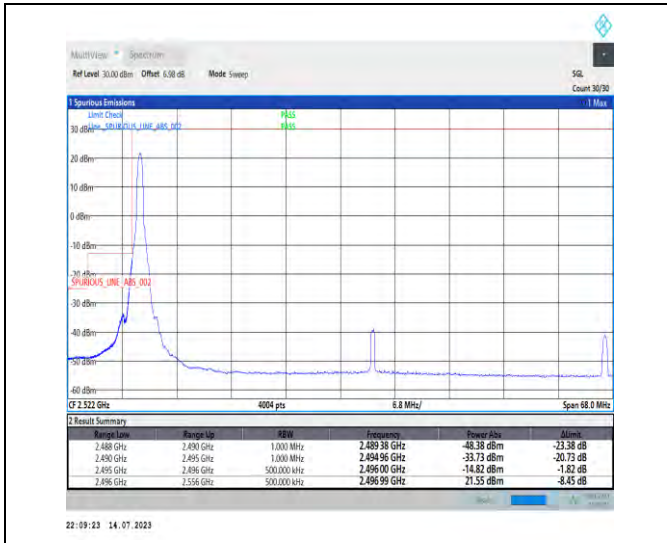 MultiView Spectrum
Ref Level 30.00 dBm Offset 6.98 dB Mode Sweep SGL
Count 30/30
1 Spurious Emissions 1 Max
Limit Check PASS
Line _SPURIOUS_LINE_ABS_002 PASS
30 dBm
20 dBm
10 dBm
0 dBm
-10 dBm
-20 dBm
_SPURIOUS_LINE_ABS_002
-30 dBm
-40 dBm
-50 dBm
-60 dBm
CF 2.522 GHz 4004 pts 6.8 MHz/ Span 68.0 MHz
2 Result Summary
Range Low Range Up RBW Frequency Power Abs ΔLimit
2.488 GHz 2.490 GHz 1.000 MHz 2.489 38 GHz -48.38 dBm -23.38 dB
2.490 GHz 2.495 GHz 1.000 MHz 2.494 96 GHz -33.73 dBm -20.73 dB
2.495 GHz 2.496 GHz 500.000 kHz 2.496 00 GHz -14.82 dBm -1.82 dB
2.496 GHz 2.556 GHz 500.000 kHz 2.496 99 GHz 21.55 dBm -8.45 dB
22:09:23 14.07.2023